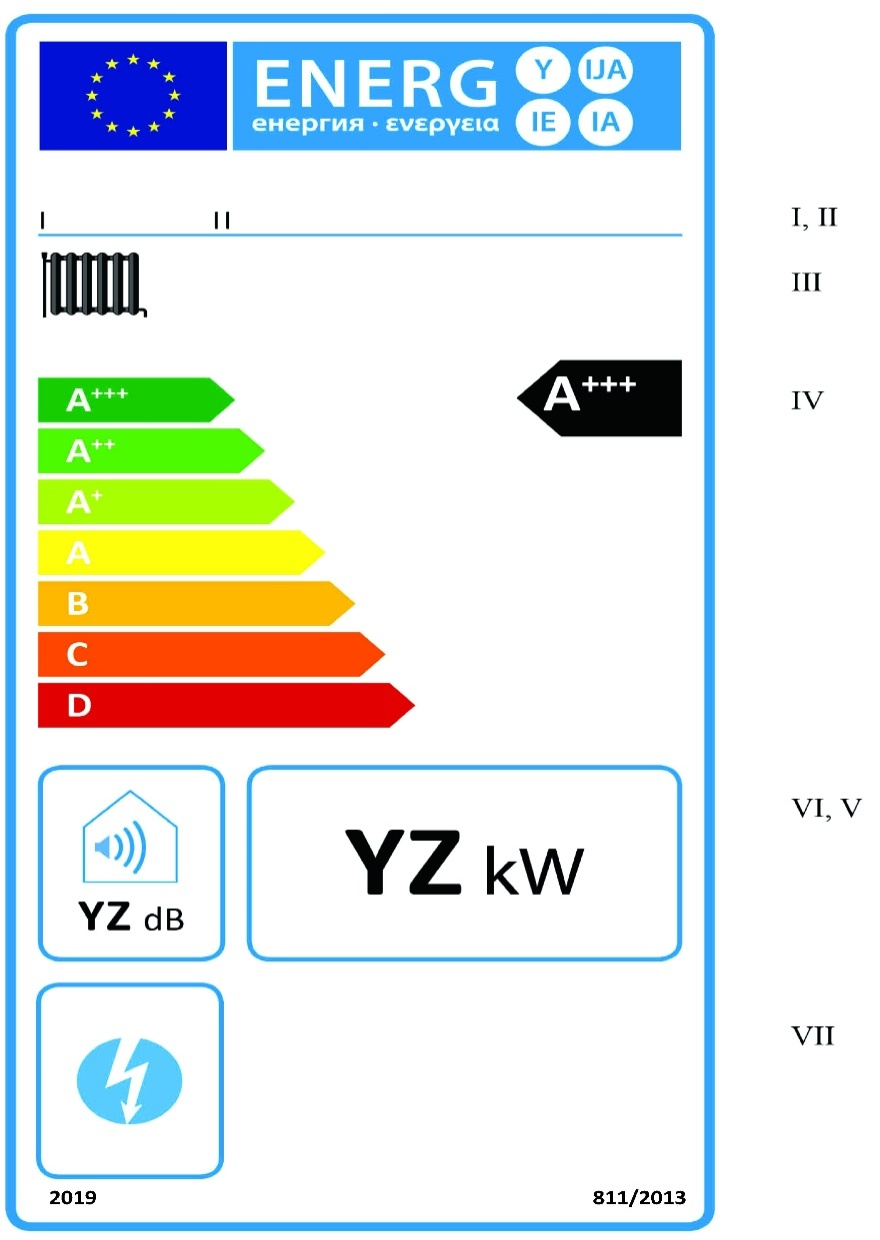 ENERG Y IJA
енергия · ενεργεια IE IA
I II I, II
III
A+++ A+++ IV
A++
A+
A
B
C
D
YZ kW VI, V
YZ dB
VII
2019 811/2013